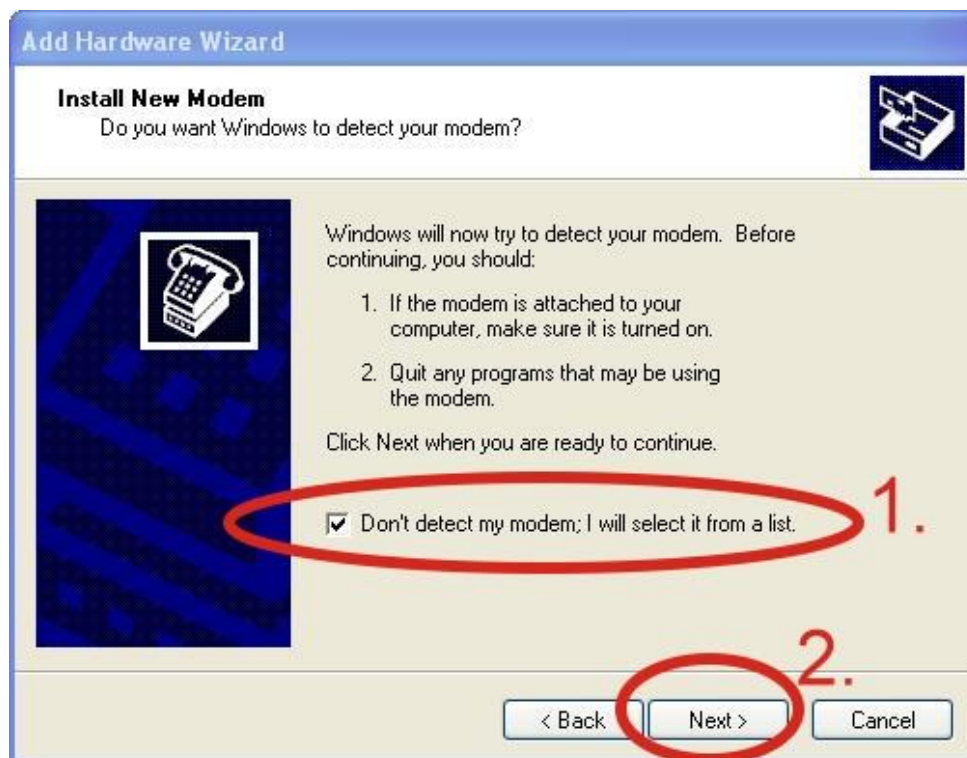 Add Hardware Wizard
Install New Modem
Do you want Windows to detect your modem?
Windows will now try to detect your modem. Before
continuing, you should:
1. If the modem is attached to your
computer, make sure it is turned on.
2. Quit any programs that may be using
the modem.
Click Next when you are ready to continue.
Don't detect my modem; I will select it from a list.
1.
2.
< Back
Next >
Cancel